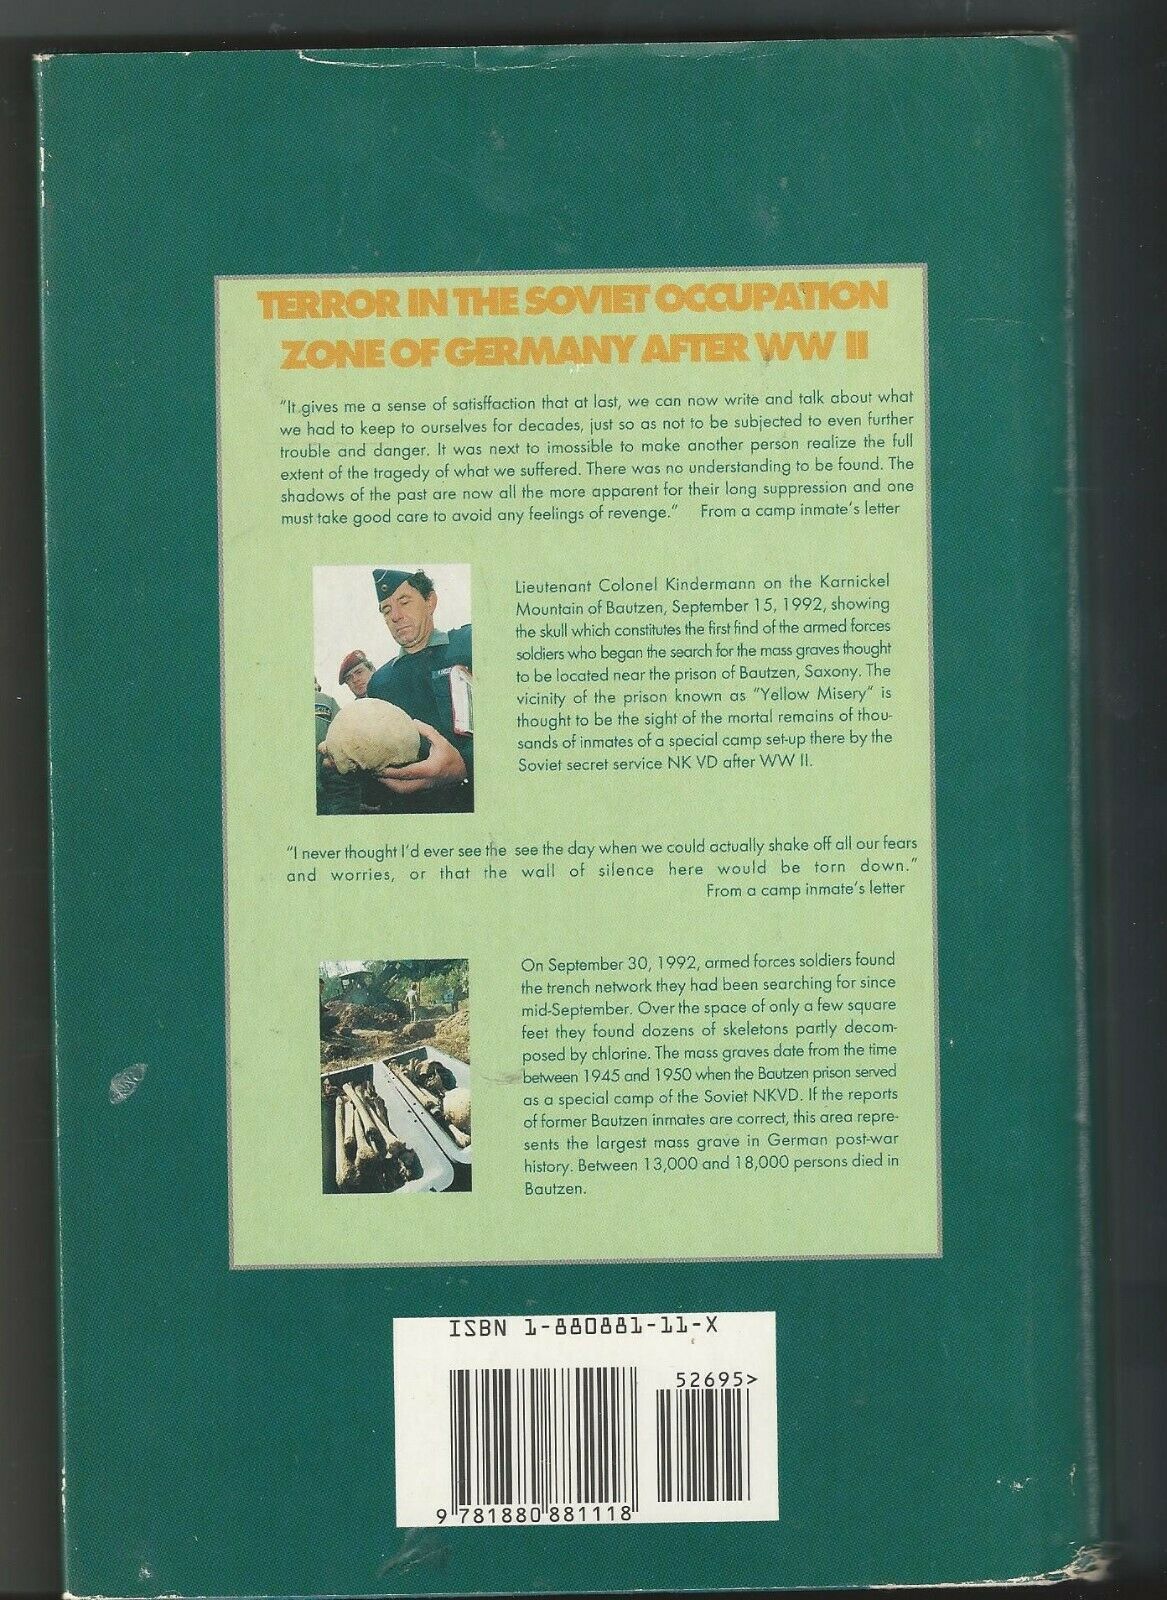 TERROR IN THE SOVIET OCCUPATION
ZONE OF GERMANY AFTER WW II
"It gives me a sense of satisffaction that at last, we can now write and talk about what
we had to keep to ourselves for decades, just so as not to be subjected to even further
trouble and danger. It was next to imossible to make another person realize the full
extent of the tragedy of what we suffered. There was no understanding to be found. The
shadows of the past are now all the more apparent for their long suppression and one
must take good care to avoid any feelings of revenge." From a camp inmate's letter
Lieutenant Colonel Kindermann on the Karnickel
Mountain of Bautzen, September 15, 1992, showing
the skull which constitutes the first find of the armed forces
soldiers who began the search for the mass graves thought
to be located near the prison of Bautzen, Saxony. The
vicinity of the prison known as "Yellow Misery" is
thought to be the sight of the mortal remains of thou-
sands of inmates of a special camp set-up there by the
Soviet secret service NK VD after WW II.
"I never thought I'd ever see the see the day when we could actually shake off all our fears
and worries, or that the wall of silence here would be torn down."
From a camp inmate's letter
On September 30, 1992, armed forces soldiers found
the trench network they had been searching for since
mid-September. Over the space of only a few square
feet they found dozens of skeletons partly decom-
posed by chlorine. The mass graves date from the time
between 1945 and 1950 when the Bautzen prison served
as a special camp of the Soviet NKVD. If the reports
of former Bautzen inmates are correct, this area repre-
sents the largest mass grave in German post-war
history. Between 13,000 and 18,000 persons died in
Bautzen.
ISBN 1-880881-11-X
52695>
9 781880 881118